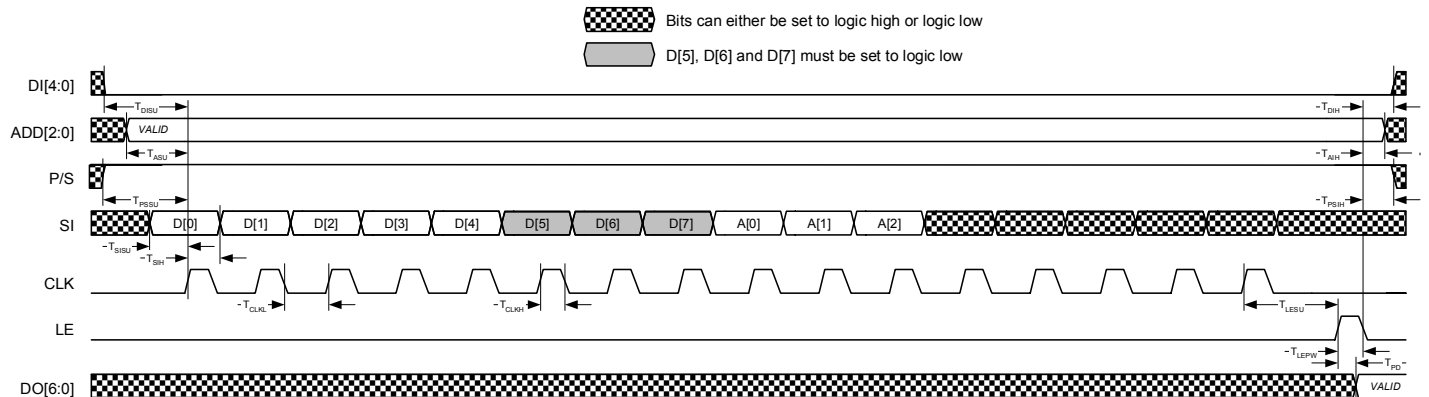 Bits can either be set to logic high or logic low
D[5], D[6] and D[7] must be set to logic low
DI[4:0]
TDISU
TDIH
ADD[2:0]
VALID
TASU
TAIH
P/S
TPSSU
TPSIH
SI
D[0] D[1] D[2] D[3] D[4] D[5] D[6] D[7] A[0] A[1] A[2]
TSISU
TSIH
CLK
TCLKL
TCLKH
TLESU
LE
TLEPW
TPD
DO[6:0]
VALID